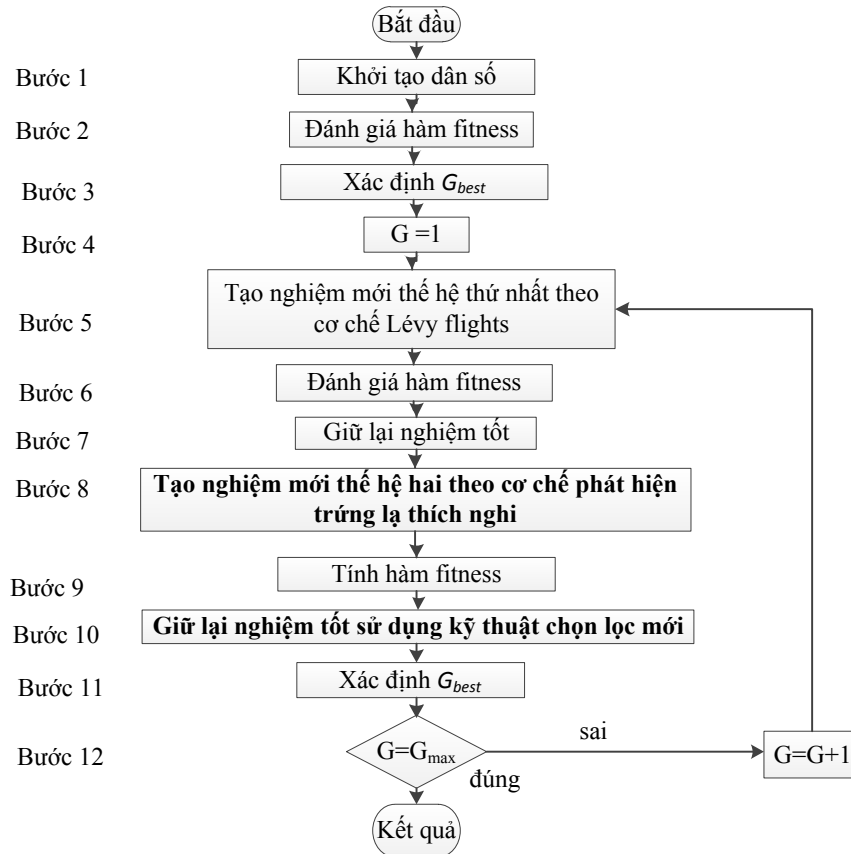 Bắt đầu
Bước 1
Khởi tạo dân số
Bước 2
Đánh giá hàm fitness
Bước 3
Xác định G_best
Bước 4
G =1
Bước 5
Tạo nghiệm mới thế hệ thứ nhất theo
cơ chế Lévy flights
Bước 6
Đánh giá hàm fitness
Bước 7
Giữ lại nghiệm tốt
Bước 8
Tạo nghiệm mới thế hệ hai theo cơ chế phát hiện
trứng lạ thích nghi
Bước 9
Tính hàm fitness
Bước 10
Giữ lại nghiệm tốt sử dụng kỹ thuật chọn lọc mới
Bước 11
Xác định G_best
Bước 12
G=G_max
sai
G=G+1
đúng
Kết quả